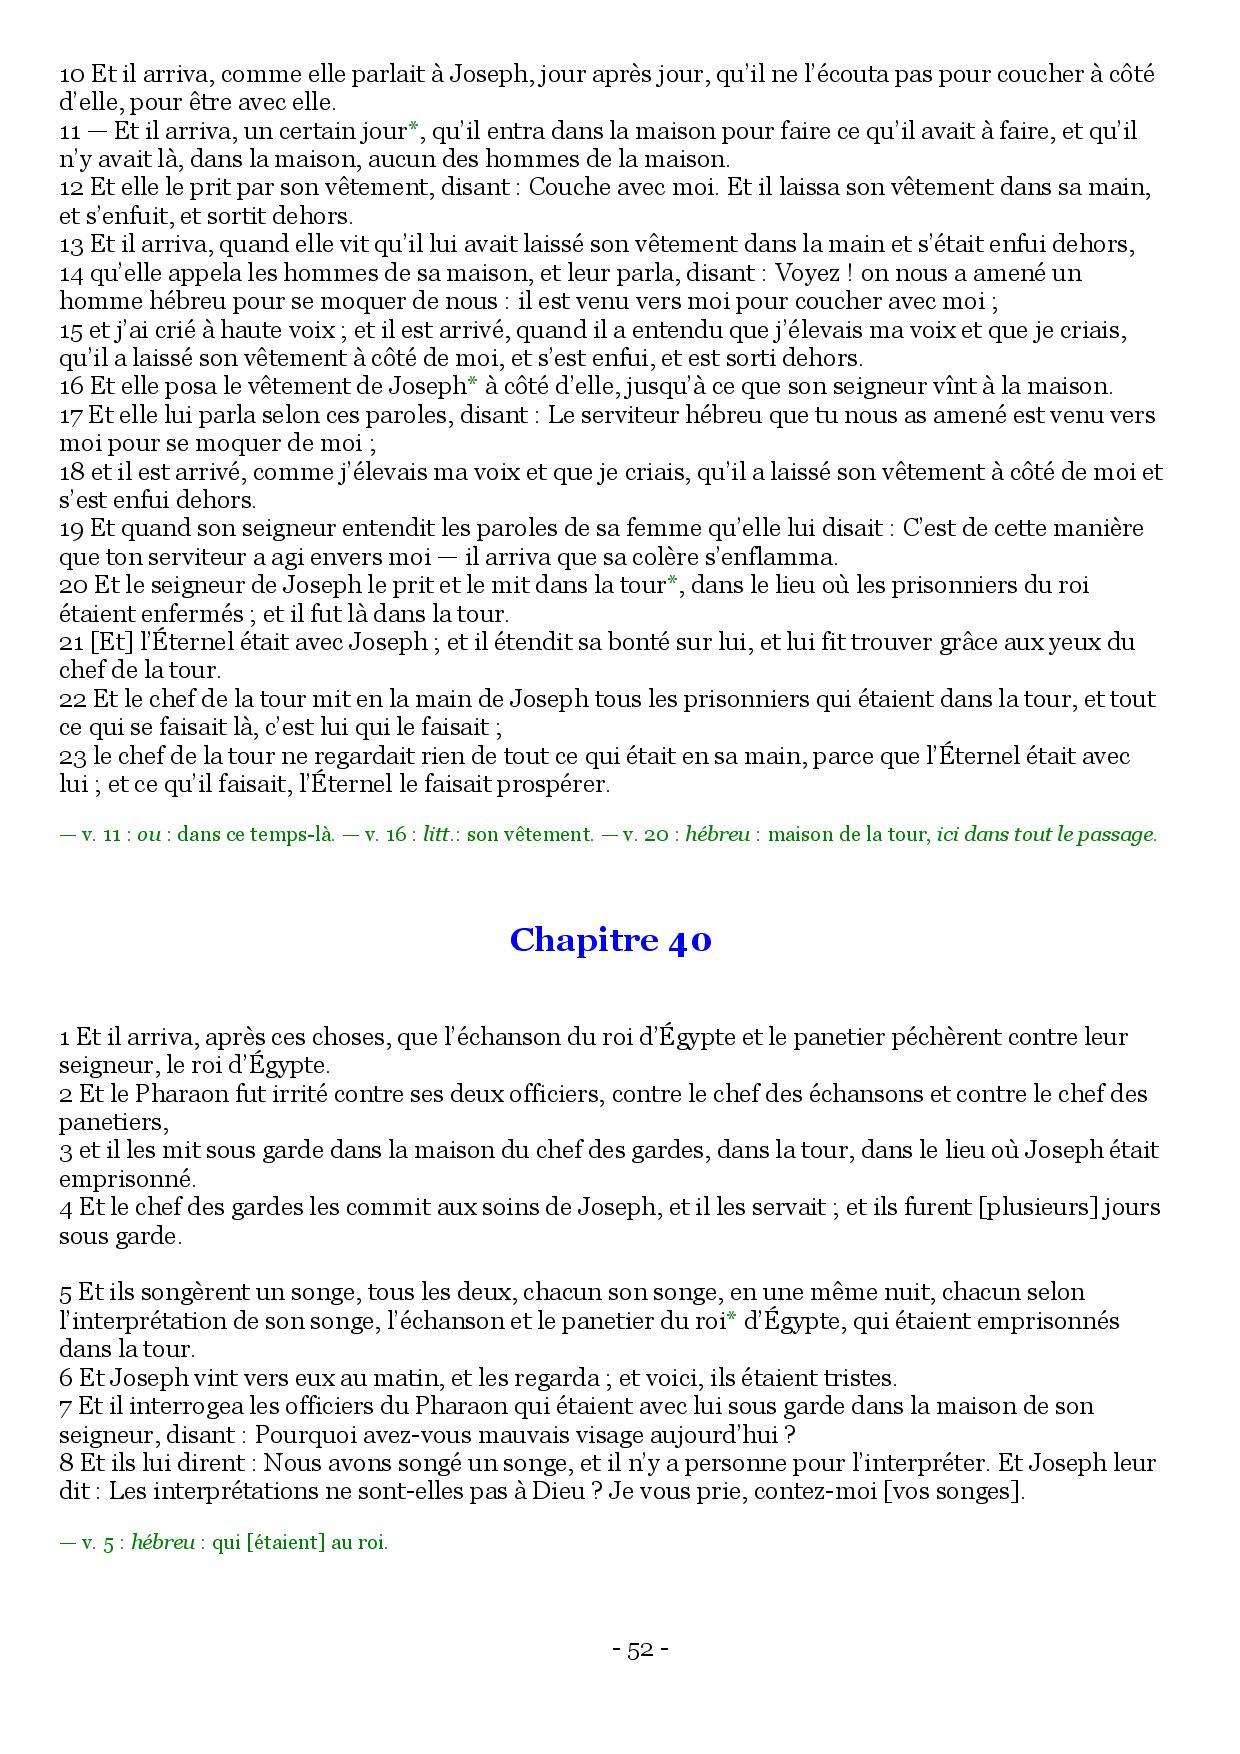 10 Et il arriva, comme elle parlait à Joseph, jour après jour, qu’il ne l’écouta pas pour coucher à côté
d’elle, pour être avec elle.
11 — Et il arriva, un certain jour*, qu’il entra dans la maison pour faire ce qu’il avait à faire, et qu’il
n’y avait là, dans la maison, aucun des hommes de la maison.
12 Et elle le prit par son vêtement, disant : Couche avec moi. Et il laissa son vêtement dans sa main,
et s’enfuit, et sortit dehors.
13 Et il arriva, quand elle vit qu’il lui avait laissé son vêtement dans la main et s’était enfui dehors,
14 qu’elle appela les hommes de sa maison, et leur parla, disant : Voyez ! on nous a amené un
homme hébreu pour se moquer de nous : il est venu vers moi pour coucher avec moi ;
15 et j’ai crié à haute voix ; et il est arrivé, quand il a entendu que j’élevais ma voix et que je criais,
qu’il a laissé son vêtement à côté de moi, et s’est enfui, et est sorti dehors.
16 Et elle posa le vêtement de Joseph* à côté d’elle, jusqu’à ce que son seigneur vînt à la maison.
17 Et elle lui parla selon ces paroles, disant : Le serviteur hébreu que tu nous as amené est venu vers
moi pour se moquer de moi ;
18 et il est arrivé, comme j’élevais ma voix et que je criais, qu’il a laissé son vêtement à côté de moi et
s’est enfui dehors.
19 Et quand son seigneur entendit les paroles de sa femme qu’elle lui disait : C’est de cette manière
que ton serviteur a agi envers moi — il arriva que sa colère s’enflamma.
20 Et le seigneur de Joseph le prit et le mit dans la tour*, dans le lieu où les prisonniers du roi
étaient enfermés ; et il fut là dans la tour.
21 [Et] l’Éternel était avec Joseph ; et il étendit sa bonté sur lui, et lui fit trouver grâce aux yeux du
chef de la tour.
22 Et le chef de la tour mit en la main de Joseph tous les prisonniers qui étaient dans la tour, et tout
ce qui se faisait là, c’est lui qui le faisait ;
23 le chef de la tour ne regardait rien de tout ce qui était en sa main, parce que l’Éternel était avec
lui ; et ce qu’il faisait, l’Éternel le faisait prospérer.
— v. 11 : ou : dans ce temps-là. — v. 16 : litt.: son vêtement. — v. 20 : hébreu : maison de la tour, ici dans tout le passage.
Chapitre 40
1 Et il arriva, après ces choses, que l’échanson du roi d’Égypte et le panetier péchèrent contre leur
seigneur, le roi d’Égypte.
2 Et le Pharaon fut irrité contre ses deux officiers, contre le chef des échansons et contre le chef des
panetiers,
3 et il les mit sous garde dans la maison du chef des gardes, dans la tour, dans le lieu où Joseph était
emprisonné.
4 Et le chef des gardes les commit aux soins de Joseph, et il les servait ; et ils furent [plusieurs] jours
sous garde.
5 Et ils songèrent un songe, tous les deux, chacun son songe, en une même nuit, chacun selon
l’interprétation de son songe, l’échanson et le panetier du roi* d’Égypte, qui étaient emprisonnés
dans la tour.
6 Et Joseph vint vers eux au matin, et les regarda ; et voici, ils étaient tristes.
7 Et il interrogea les officiers du Pharaon qui étaient avec lui sous garde dans la maison de son
seigneur, disant : Pourquoi avez-vous mauvais visage aujourd’hui ?
8 Et ils lui dirent : Nous avons songé un songe, et il n’y a personne pour l’interpréter. Et Joseph leur
dit : Les interprétations ne sont-elles pas à Dieu ? Je vous prie, contez-moi [vos songes].
— v. 5 : hébreu : qui [étaient] au roi.
- 52 -